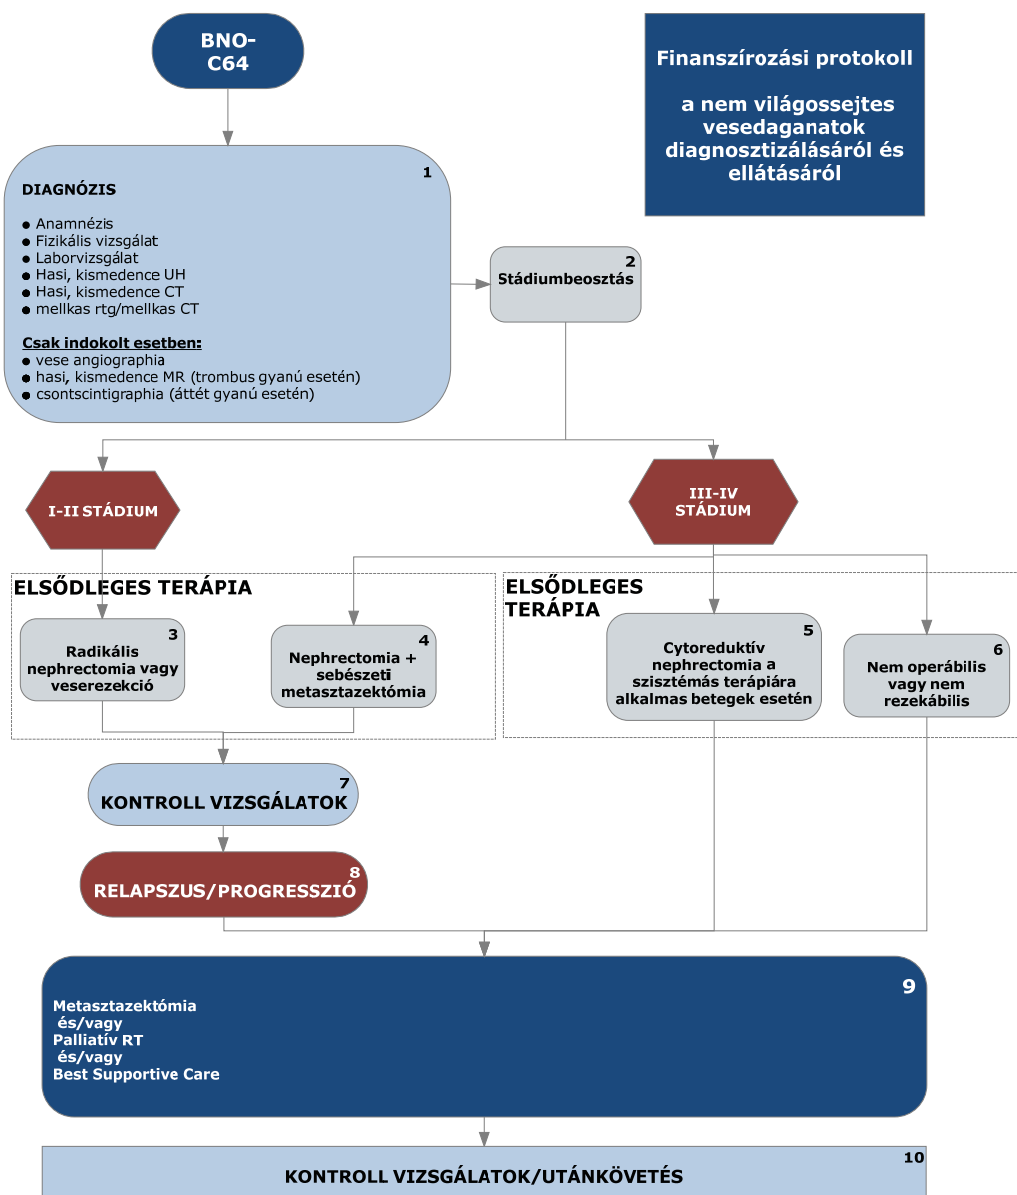 BNO-
C64
Finanszírozási protokoll
a nem világossejtes
vesedaganatok
diagnosztizálásáról és
ellátásáról
1
DIAGNÓZIS
● Anamnézis
● Fizikális vizsgálat
● Laborvizsgálat
● Hasi, kismedence UH
● Hasi, kismedence CT
● mellkas rtg/mellkas CT
Csak indokolt esetben:
● vese angiographia
● hasi, kismedence MR (trombus gyanú esetén)
● csontscintigraphia (áttét gyanú esetén)
2
Stádiumbeosztás
I-II STÁDIUM
III-IV
STÁDIUM
ELSŐDLEGES TERÁPIA
3
Radikális
nephrectomia vagy
veserezekció
4
Nephrectomia +
sebészeti
metasztazektómia
ELSŐDLEGES
TERÁPIA
5
Cytoreduktív
nephrectomia a
szisztémás terápiára
alkalmas betegek esetén
6
Nem operábilis
vagy nem
rezekábilis
7
KONTROLL VIZSGÁLATOK
8
RELAPSZUS/PROGRESSZIÓ
9
Metasztazektómia
és/vagy
Palliatív RT
és/vagy
Best Supportive Care
10
KONTROLL VIZSGÁLATOK/UTÁNKÖVETÉS